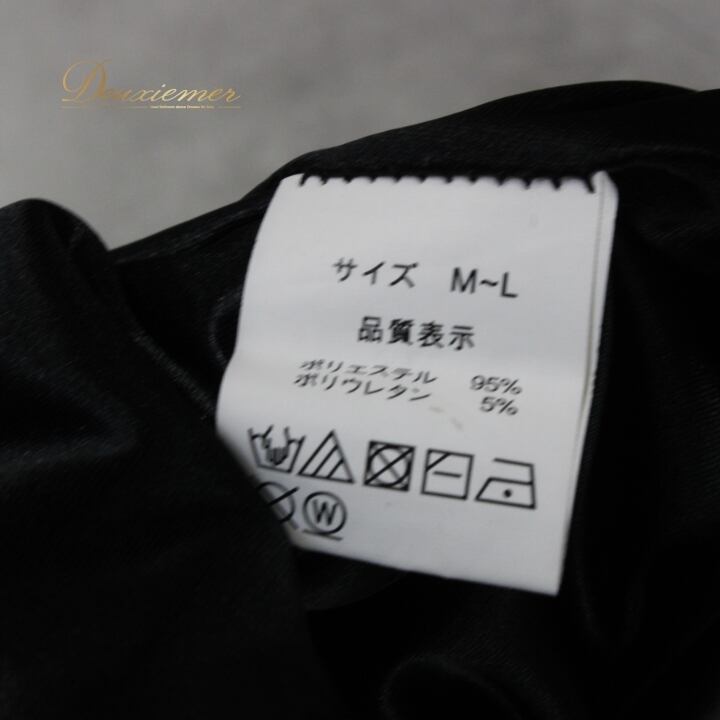 Deuxiemer
サイズ M~L
品質表示
ポリエステル 95%
ポリウレタン 5%
W